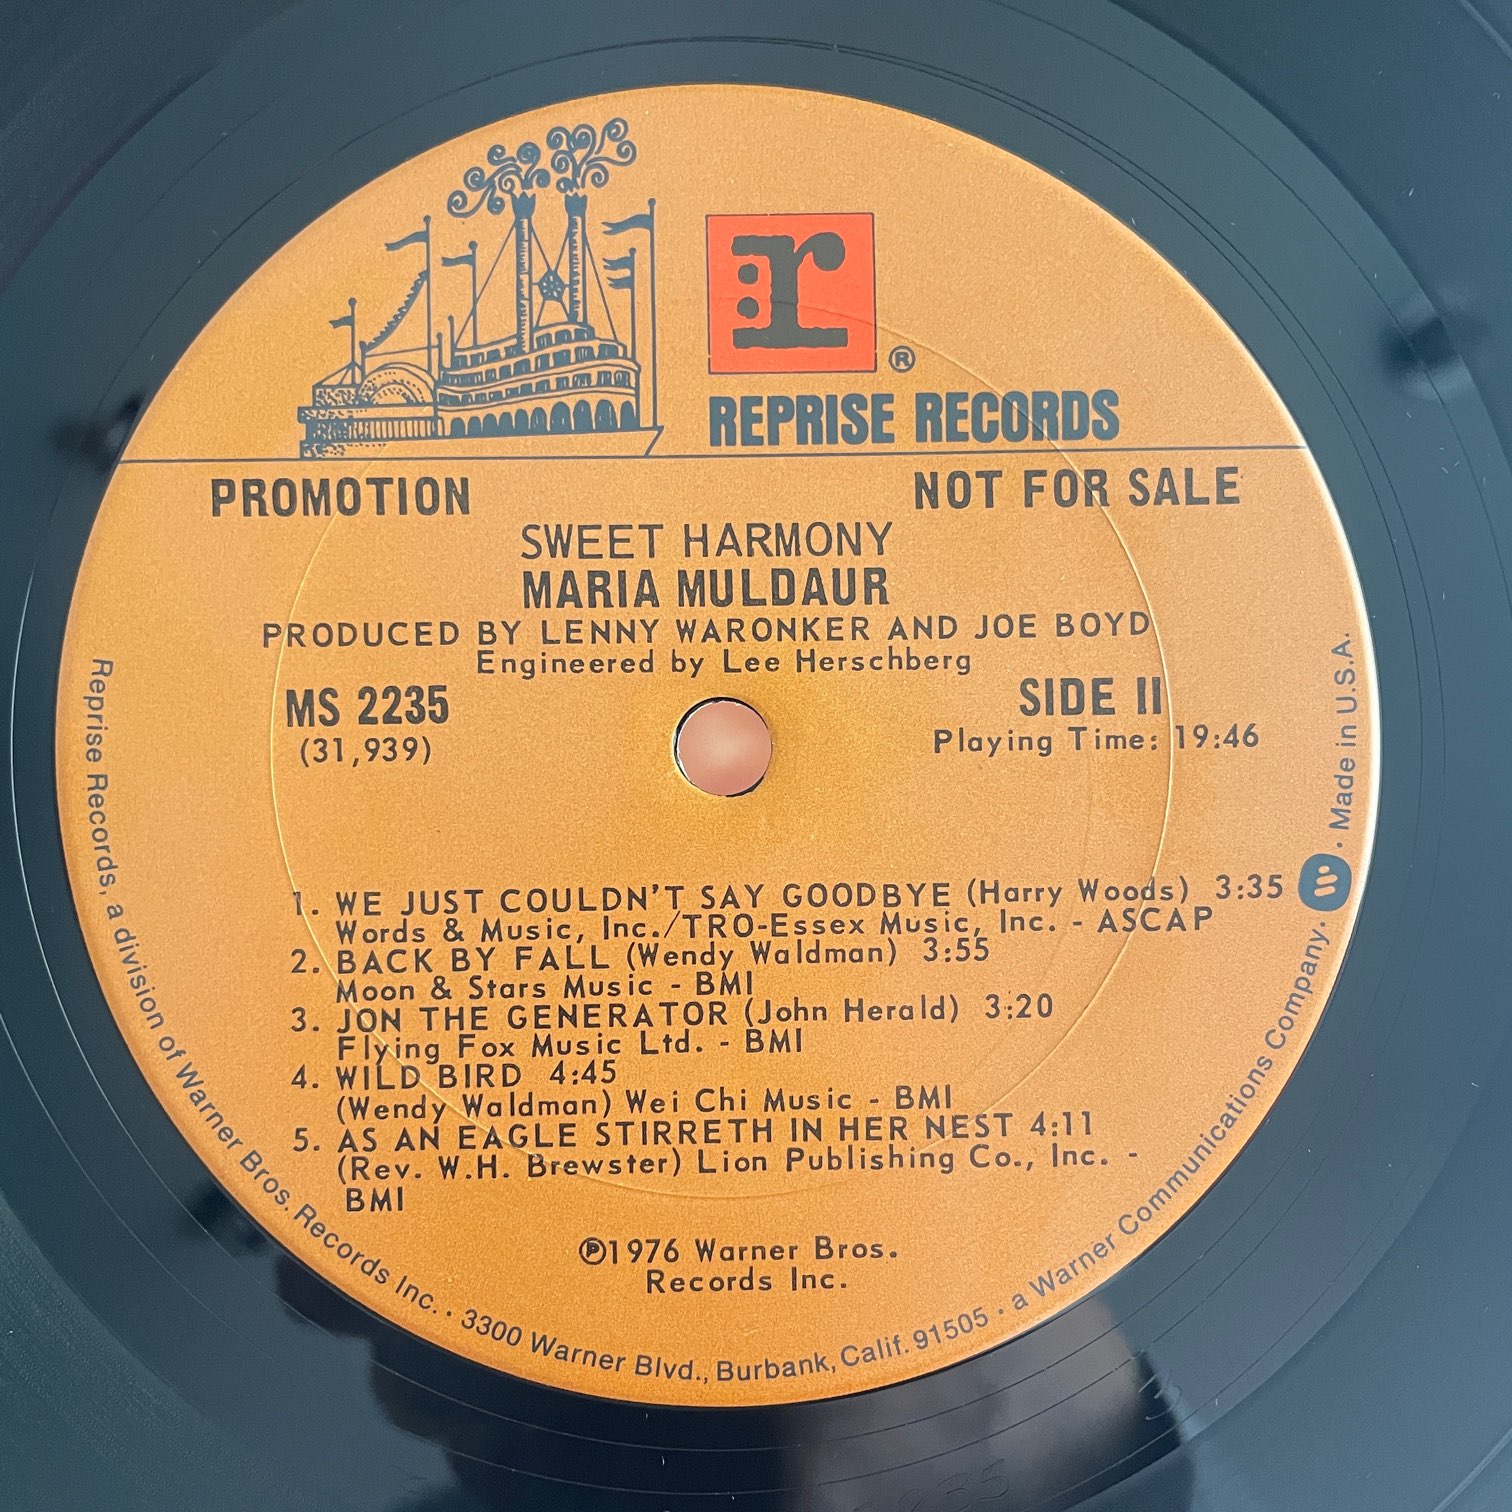 r
®
REPRISE RECORDS
PROMOTION NOT FOR SALE
SWEET HARMONY
MARIA MULDAUR
PRODUCED BY LENNY WARONKER AND JOE BOYD
Engineered by Lee Herschberg
MS 2235 SIDE II
(31,939) Playing Time: 19:46
1. WE JUST COULDN'T SAY GOODBYE (Harry Woods) 3:35
Words & Music, Inc./TRO-Essex Music, Inc. - ASCAP
2. BACK BY FALL (Wendy Waldman) 3:55
Moon & Stars Music - BMI
3. JON THE GENERATOR (John Herald) 3:20
Flying Fox Music Ltd. - BMI
4. WILD BIRD 4:45
(Wendy Waldman) Wei Chi Music - BMI
5. AS AN EAGLE STIRRETH IN HER NEST 4:11
(Rev. W.H. Brewster) Lion Publishing Co., Inc. -
BMI
℗1976 Warner Bros.
Records Inc.
Reprise Records, a division of Warner Bros. Records Inc. · 3300 Warner Blvd., Burbank, Calif. 91505 · a Warner Communications Company. W · Made in U.S.A.